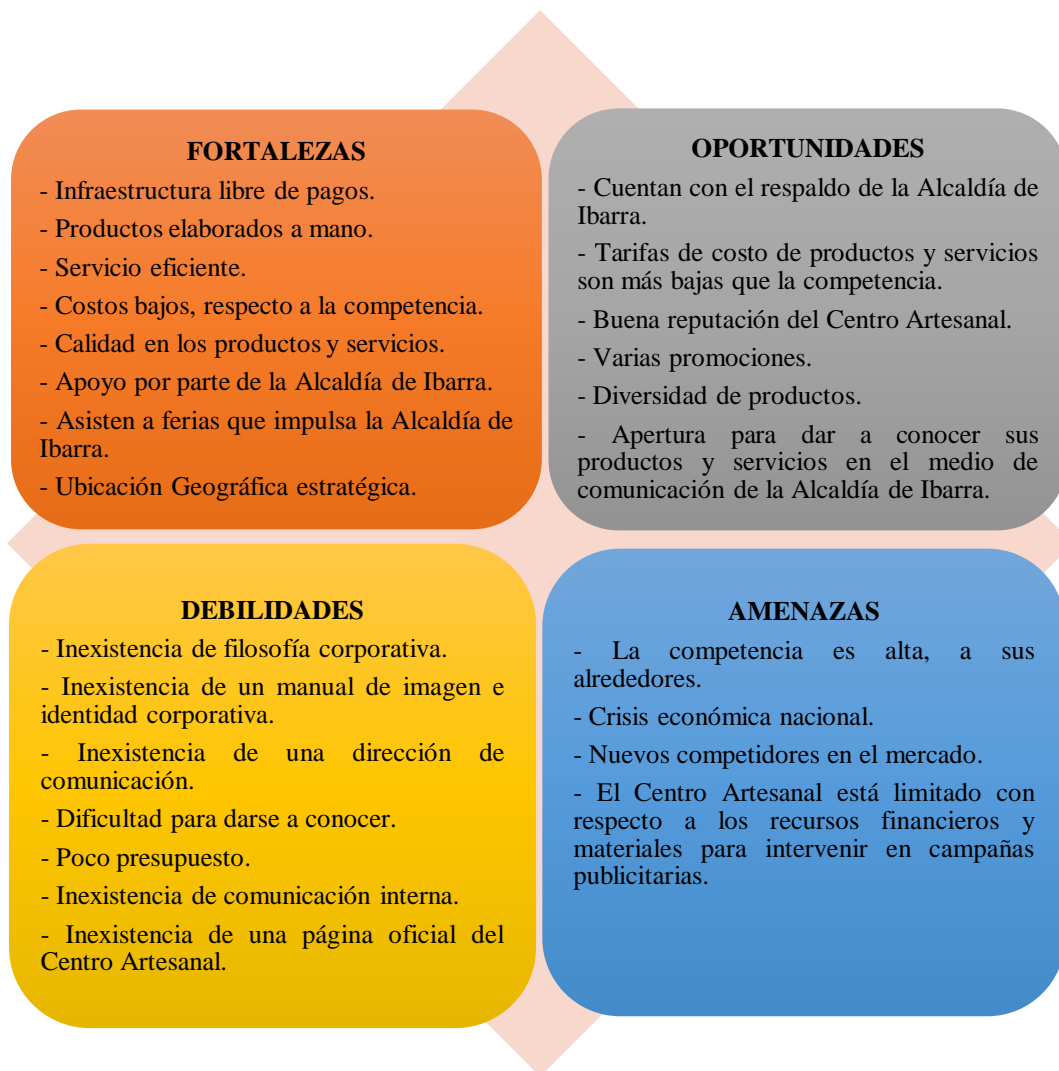 FORTALEZAS
- Infraestructura libre de pagos.
- Productos elaborados a mano.
- Servicio eficiente.
- Costos bajos, respecto a la competencia.
- Calidad en los productos y servicios.
- Apoyo por parte de la Alcaldía de Ibarra.
- Asisten a ferias que impulsa la Alcaldía de
Ibarra.
- Ubicación Geográfica estratégica.
OPORTUNIDADES
- Cuentan con el respaldo de la Alcaldía de
Ibarra.
- Tarifas de costo de productos y servicios
son más bajas que la competencia.
- Buena reputación del Centro Artesanal.
- Varias promociones.
- Diversidad de productos.
- Apertura para dar a conocer sus
productos y servicios en el medio de
comunicación de la Alcaldía de Ibarra.
DEBILIDADES
- Inexistencia de filosofía corporativa.
- Inexistencia de un manual de imagen e
identidad corporativa.
- Inexistencia de una dirección de
comunicación.
- Dificultad para darse a conocer.
- Poco presupuesto.
- Inexistencia de comunicación interna.
- Inexistencia de una página oficial del
Centro Artesanal.
AMENAZAS
- La competencia es alta, a sus
alrededores.
- Crisis económica nacional.
- Nuevos competidores en el mercado.
- El Centro Artesanal está limitado con
respecto a los recursos financieros y
materiales para intervenir en campañas
publicitarias.